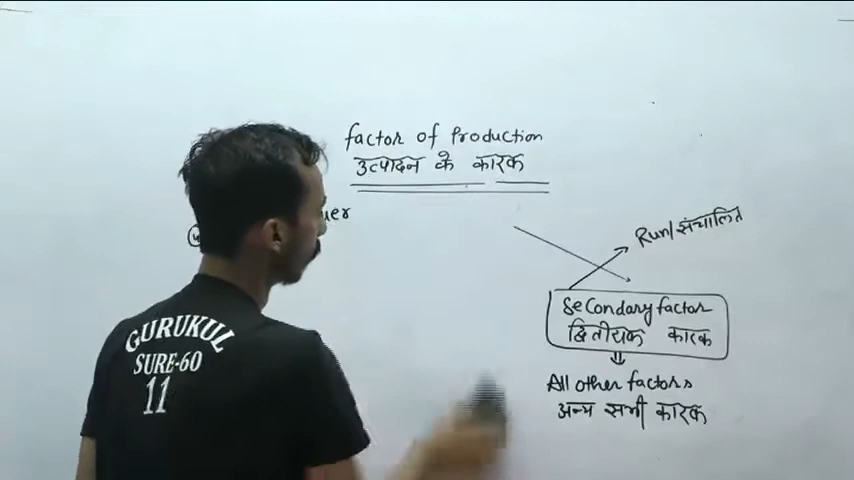 factor of Production
उत्पादन के कारक
Run/संचालित
Secondary factor
द्वितीयक कारक
All other factors
अन्य सभी कारक
GURUKUL
SURE-60
11